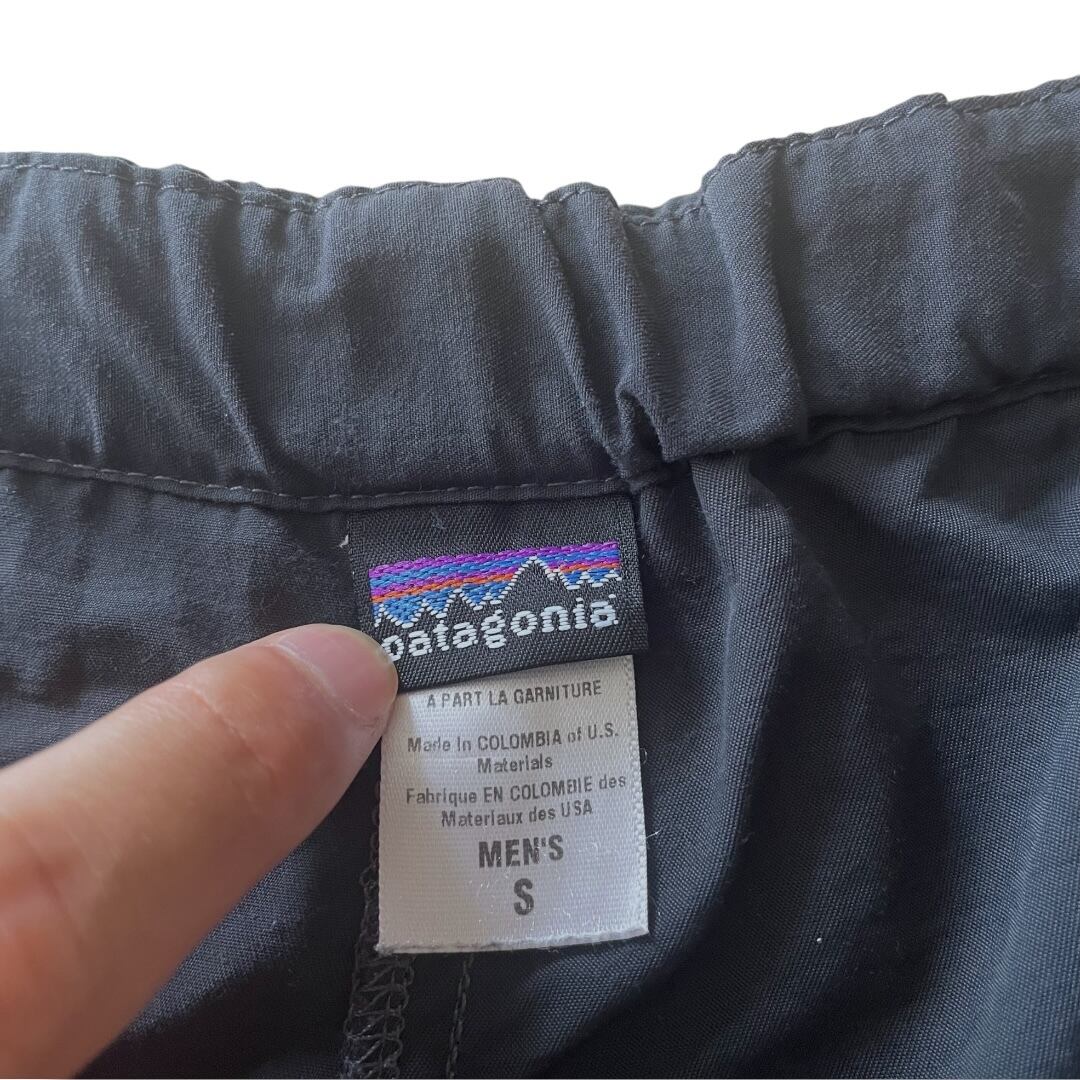 patagonia
A PART LA GARNITURE
Made In COLOMBIA of U.S.
Materials
Fabrique EN COLOMBIE des
Materiaux des USA
MEN'S
S